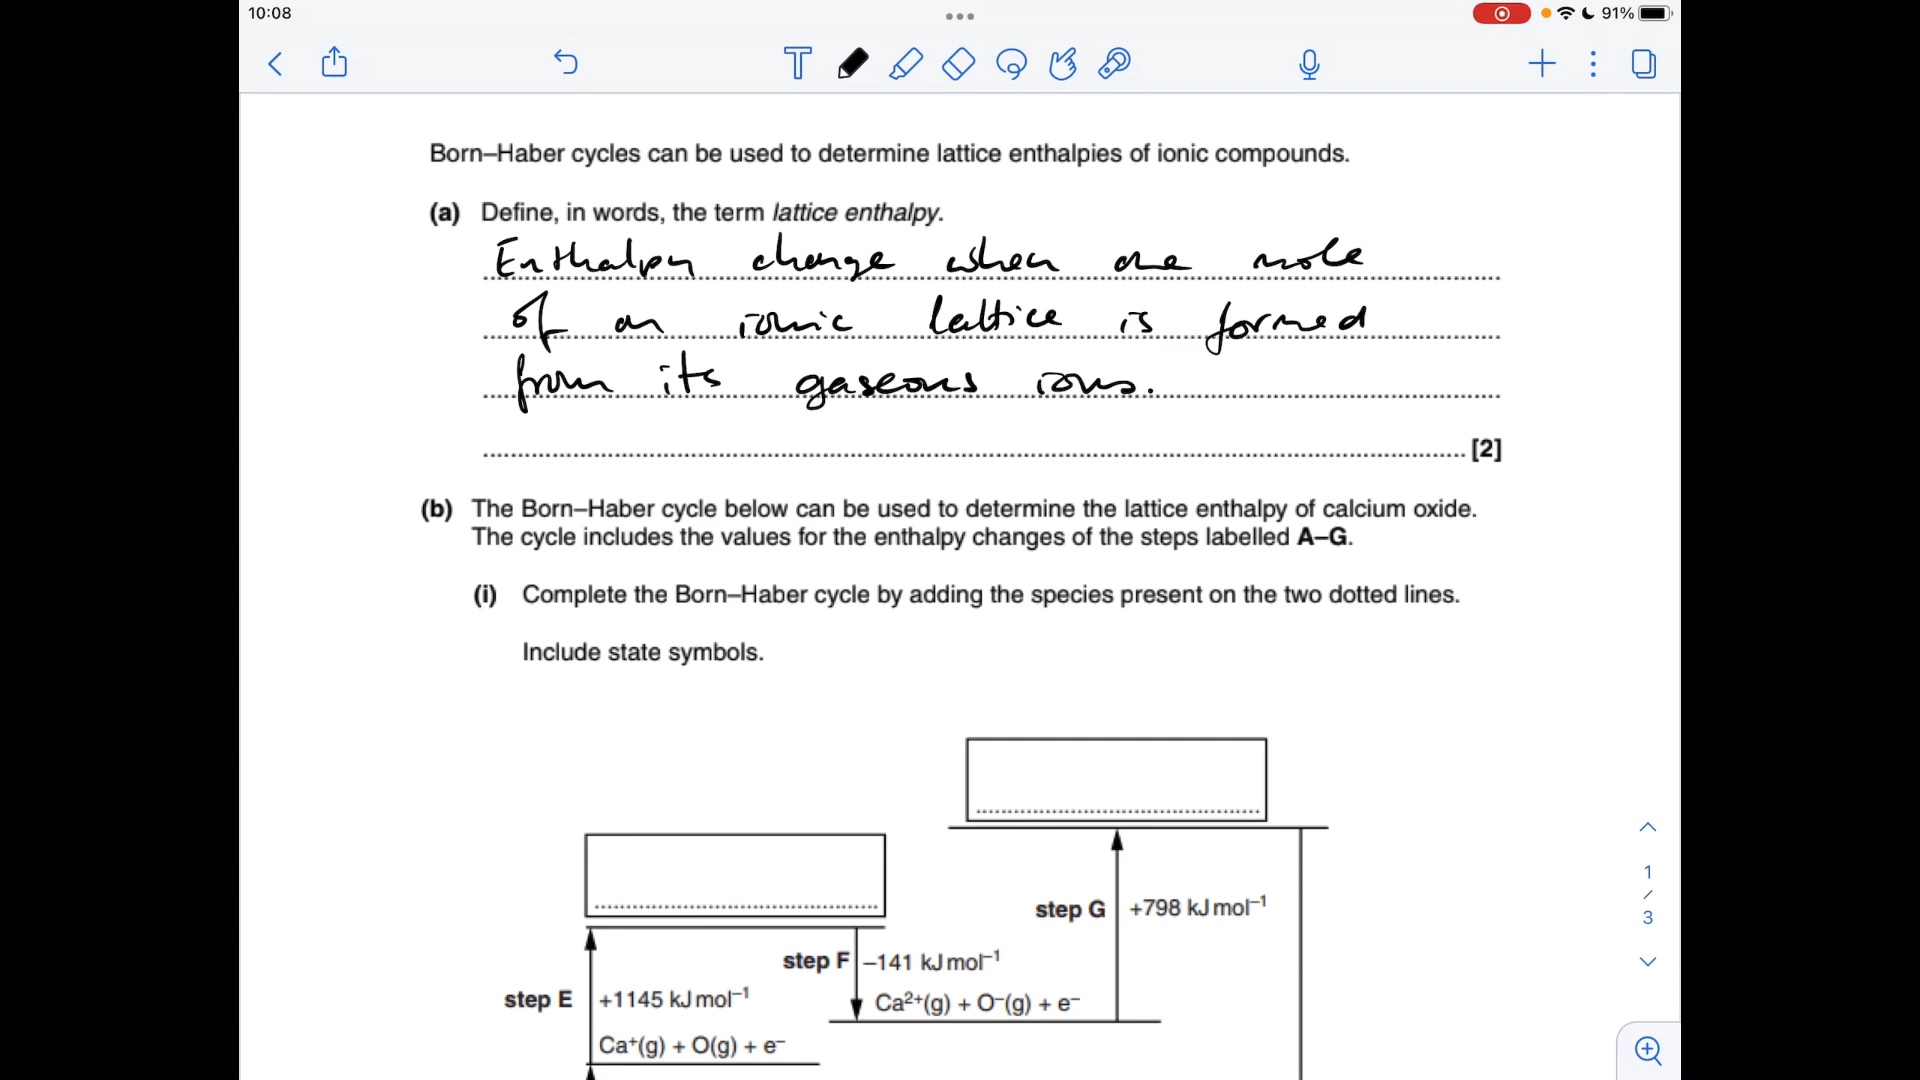 10:08
91%
Born–Haber cycles can be used to determine lattice enthalpies of ionic compounds.
(a) Define, in words, the term lattice enthalpy.
Enthalpy change when one mole
of an ionic lattice is formed
from its gaseous ions.
[2]
(b) The Born–Haber cycle below can be used to determine the lattice enthalpy of calcium oxide.
The cycle includes the values for the enthalpy changes of the steps labelled A–G.
(i) Complete the Born–Haber cycle by adding the species present on the two dotted lines.
Include state symbols.
step G +798 kJ mol⁻¹
step F –141 kJ mol⁻¹
step E +1145 kJ mol⁻¹
Ca²⁺(g) + O⁻(g) + e⁻
Ca⁺(g) + O(g) + e⁻
1
/
3